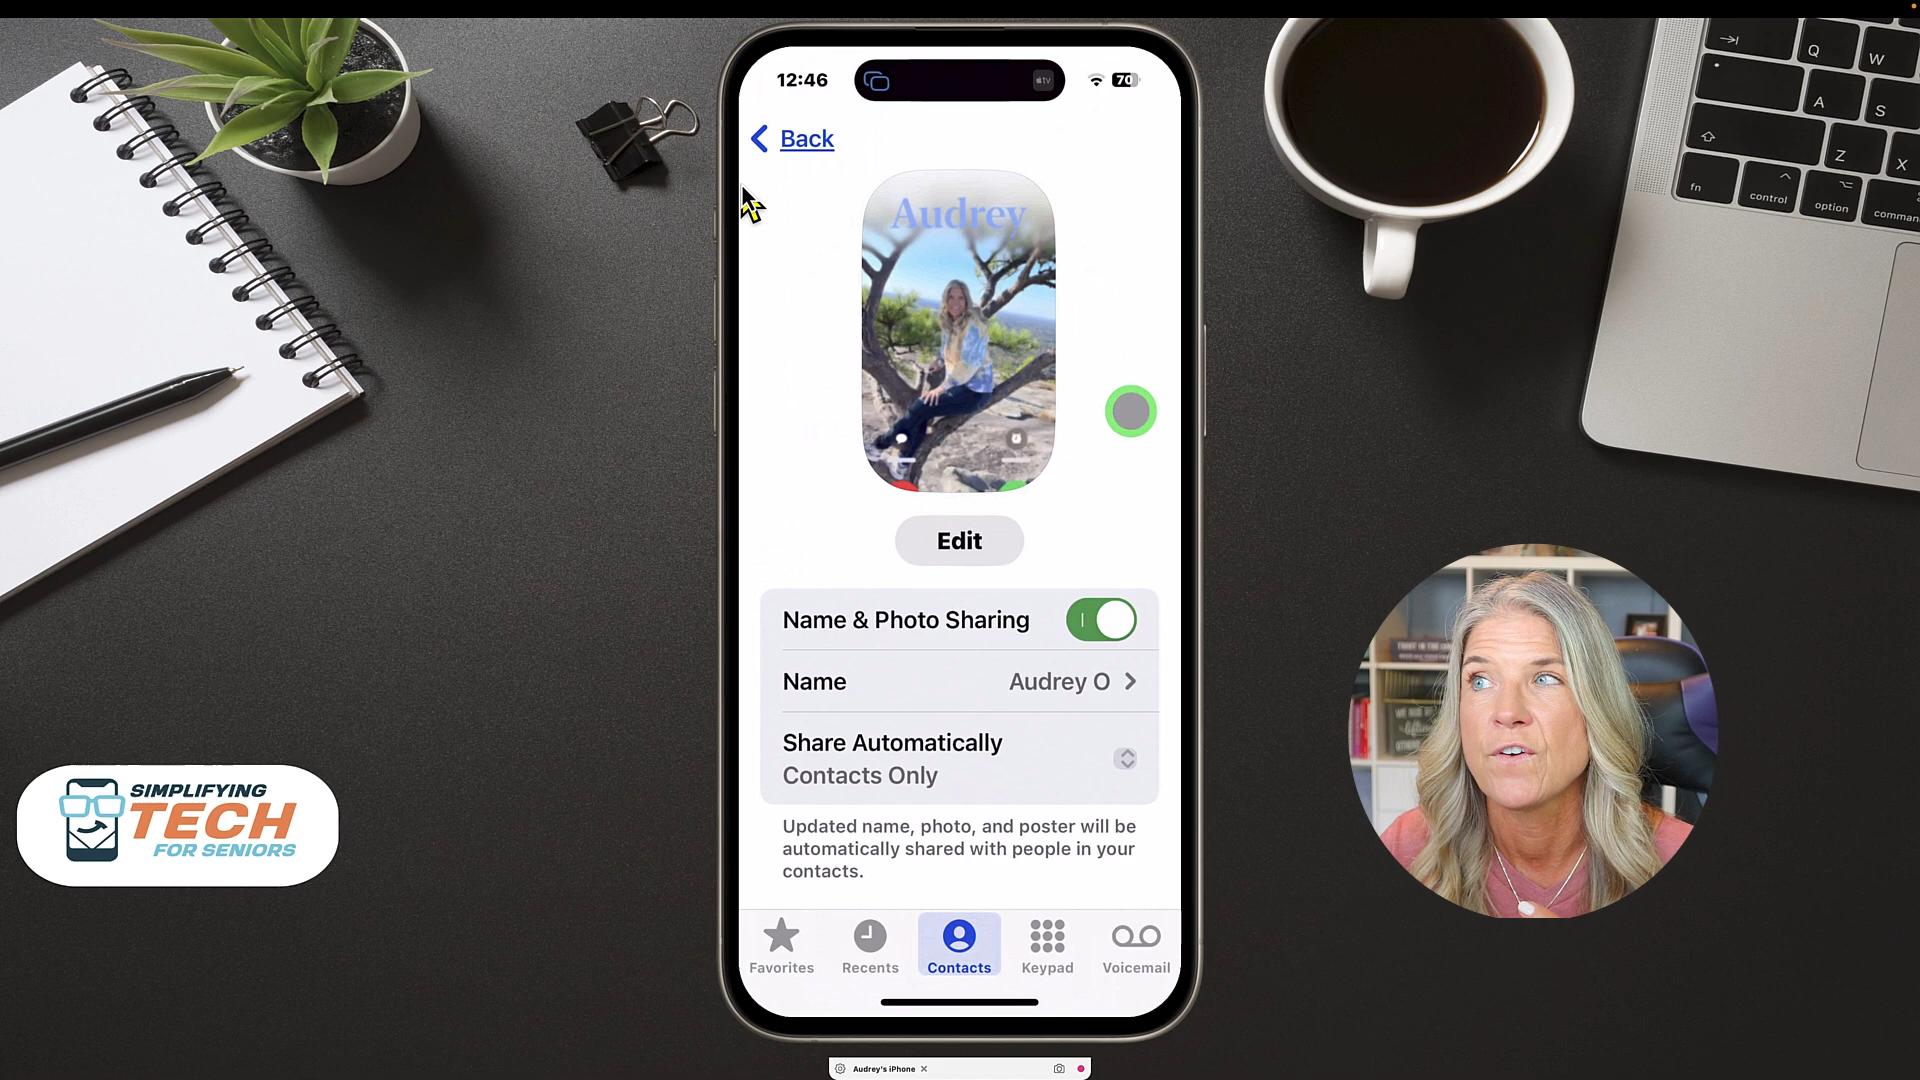 12:46
tv
70
Back
Audrey
Edit
Name & Photo Sharing
Name Audrey O
Share Automatically
Contacts Only
Updated name, photo, and poster will be
automatically shared with people in your
contacts.
Favorites Recents Contacts Keypad Voicemail
SIMPLIFYING
TECH
FOR SENIORS
Audrey's iPhone
Q W
A S
Z X
fn control option comman